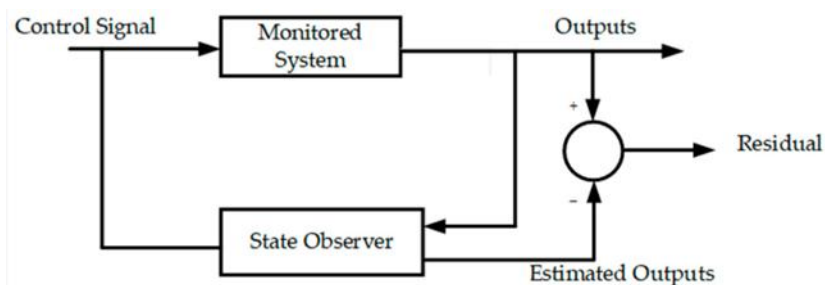 Control Signal
Monitored
System
Outputs
+
Residual
−
State Observer
Estimated Outputs